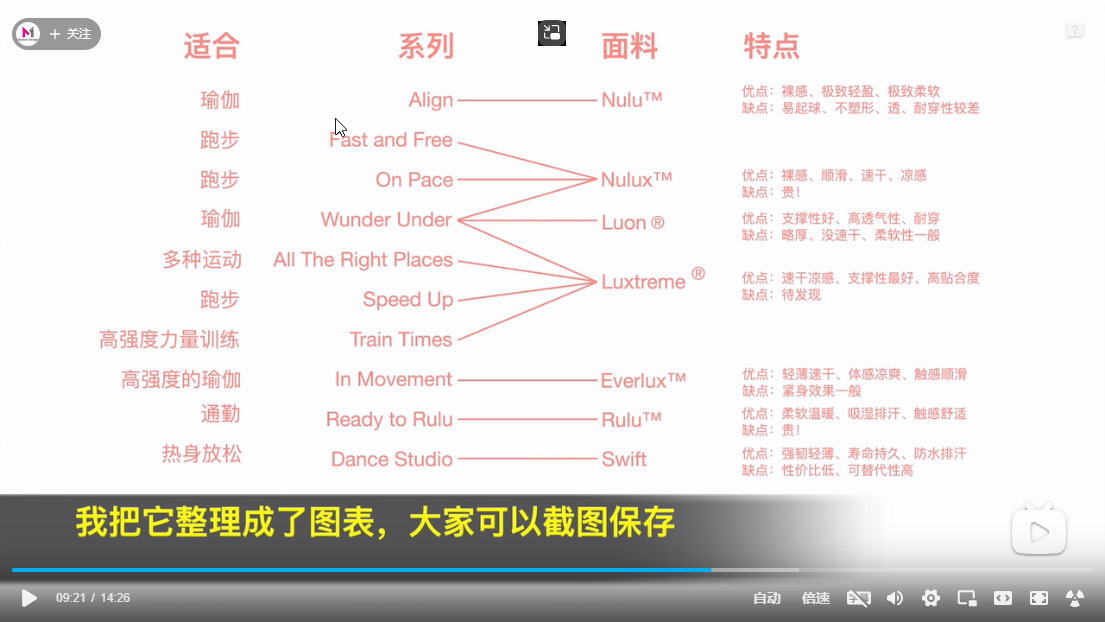 关注
适合 系列 面料 特点
瑜伽 Align Nulu™ 优点：裸感、极致轻盈、极致柔软
缺点：易起球、不塑形、透、耐穿性较差
跑步 Fast and Free
跑步 On Pace Nulux™ 优点：裸感、顺滑、速干、凉感
缺点：贵！
瑜伽 Wunder Under Luon ® 优点：支撑性好、高透气性、耐穿
缺点：略厚、没速干、柔软性一般
多种运动 All The Right Places Luxtreme ® 优点：速干凉感、支撑性最好、高贴合度
缺点：待发现
跑步 Speed Up
高强度力量训练 Train Times
高强度的瑜伽 In Movement Everlux™ 优点：轻薄速干、体感凉爽、触感顺滑
缺点：紧身效果一般
通勤 Ready to Rulu Rulu™ 优点：柔软温暖、吸湿排汗、触感舒适
缺点：贵！
热身放松 Dance Studio Swift 优点：强韧轻薄、寿命持久、防水排汗
缺点：性价比低、可替代性高
我把它整理成了图表，大家可以截图保存
09:21 / 14:26 自动 倍速 字幕